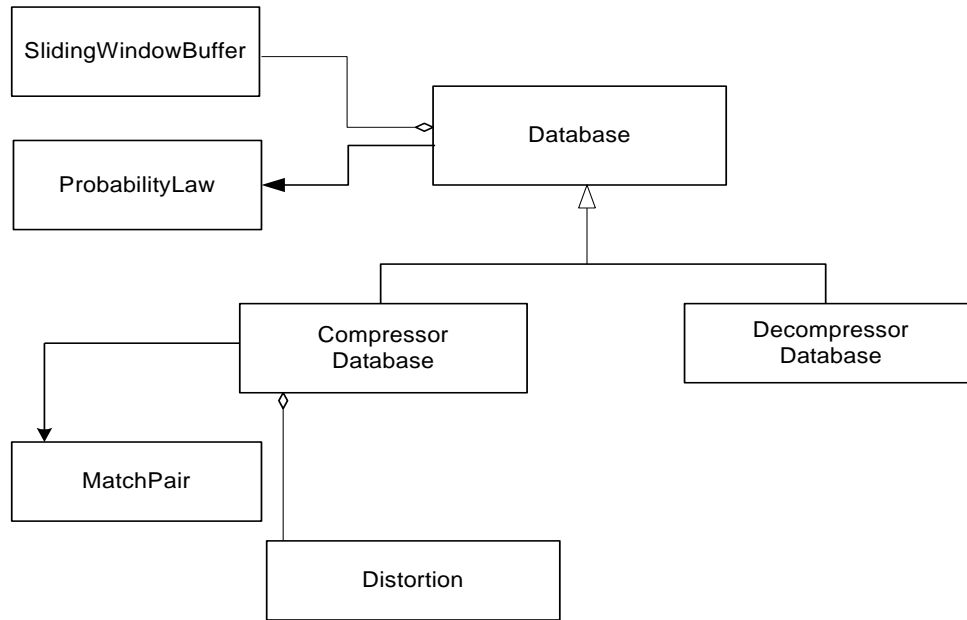 SlidingWindowBuffer
Database
ProbabilityLaw
Compressor
Database
Decompressor
Database
MatchPair
Distortion